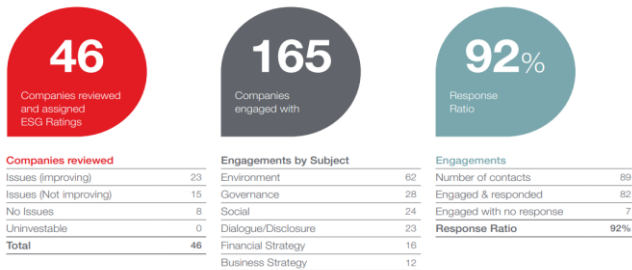 46
Companies reviewed
and assigned
ESG Ratings
165
Companies
engaged with
92%
Response
Ratio
Companies reviewed
Issues (improving) 23
Issues (Not improving) 15
No Issues 8
Uninvestable 0
Total 46
Engagements by Subject
Environment 62
Governance 28
Social 24
Dialogue/Disclosure 23
Financial Strategy 16
Business Strategy 12
Engagements
Number of contacts 89
Engaged & responded 82
Engaged with no response 7
Response Ratio 92%